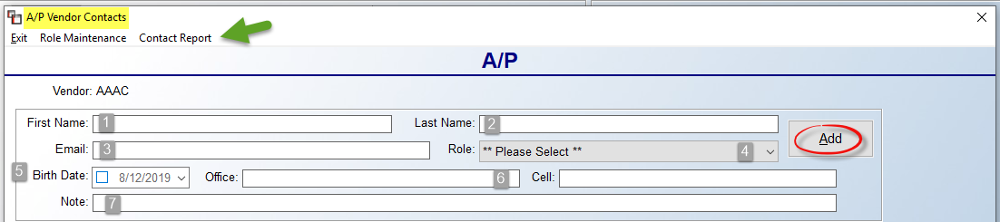 A/P Vendor Contacts
Exit Role Maintenance Contact Report
A/P
Vendor: AAAC
First Name: 1 Last Name: 2 Add
Email: 3 Role: ** Please Select ** 4
5 Birth Date: 8/12/2019 Office: 6 Cell:
Note: 7